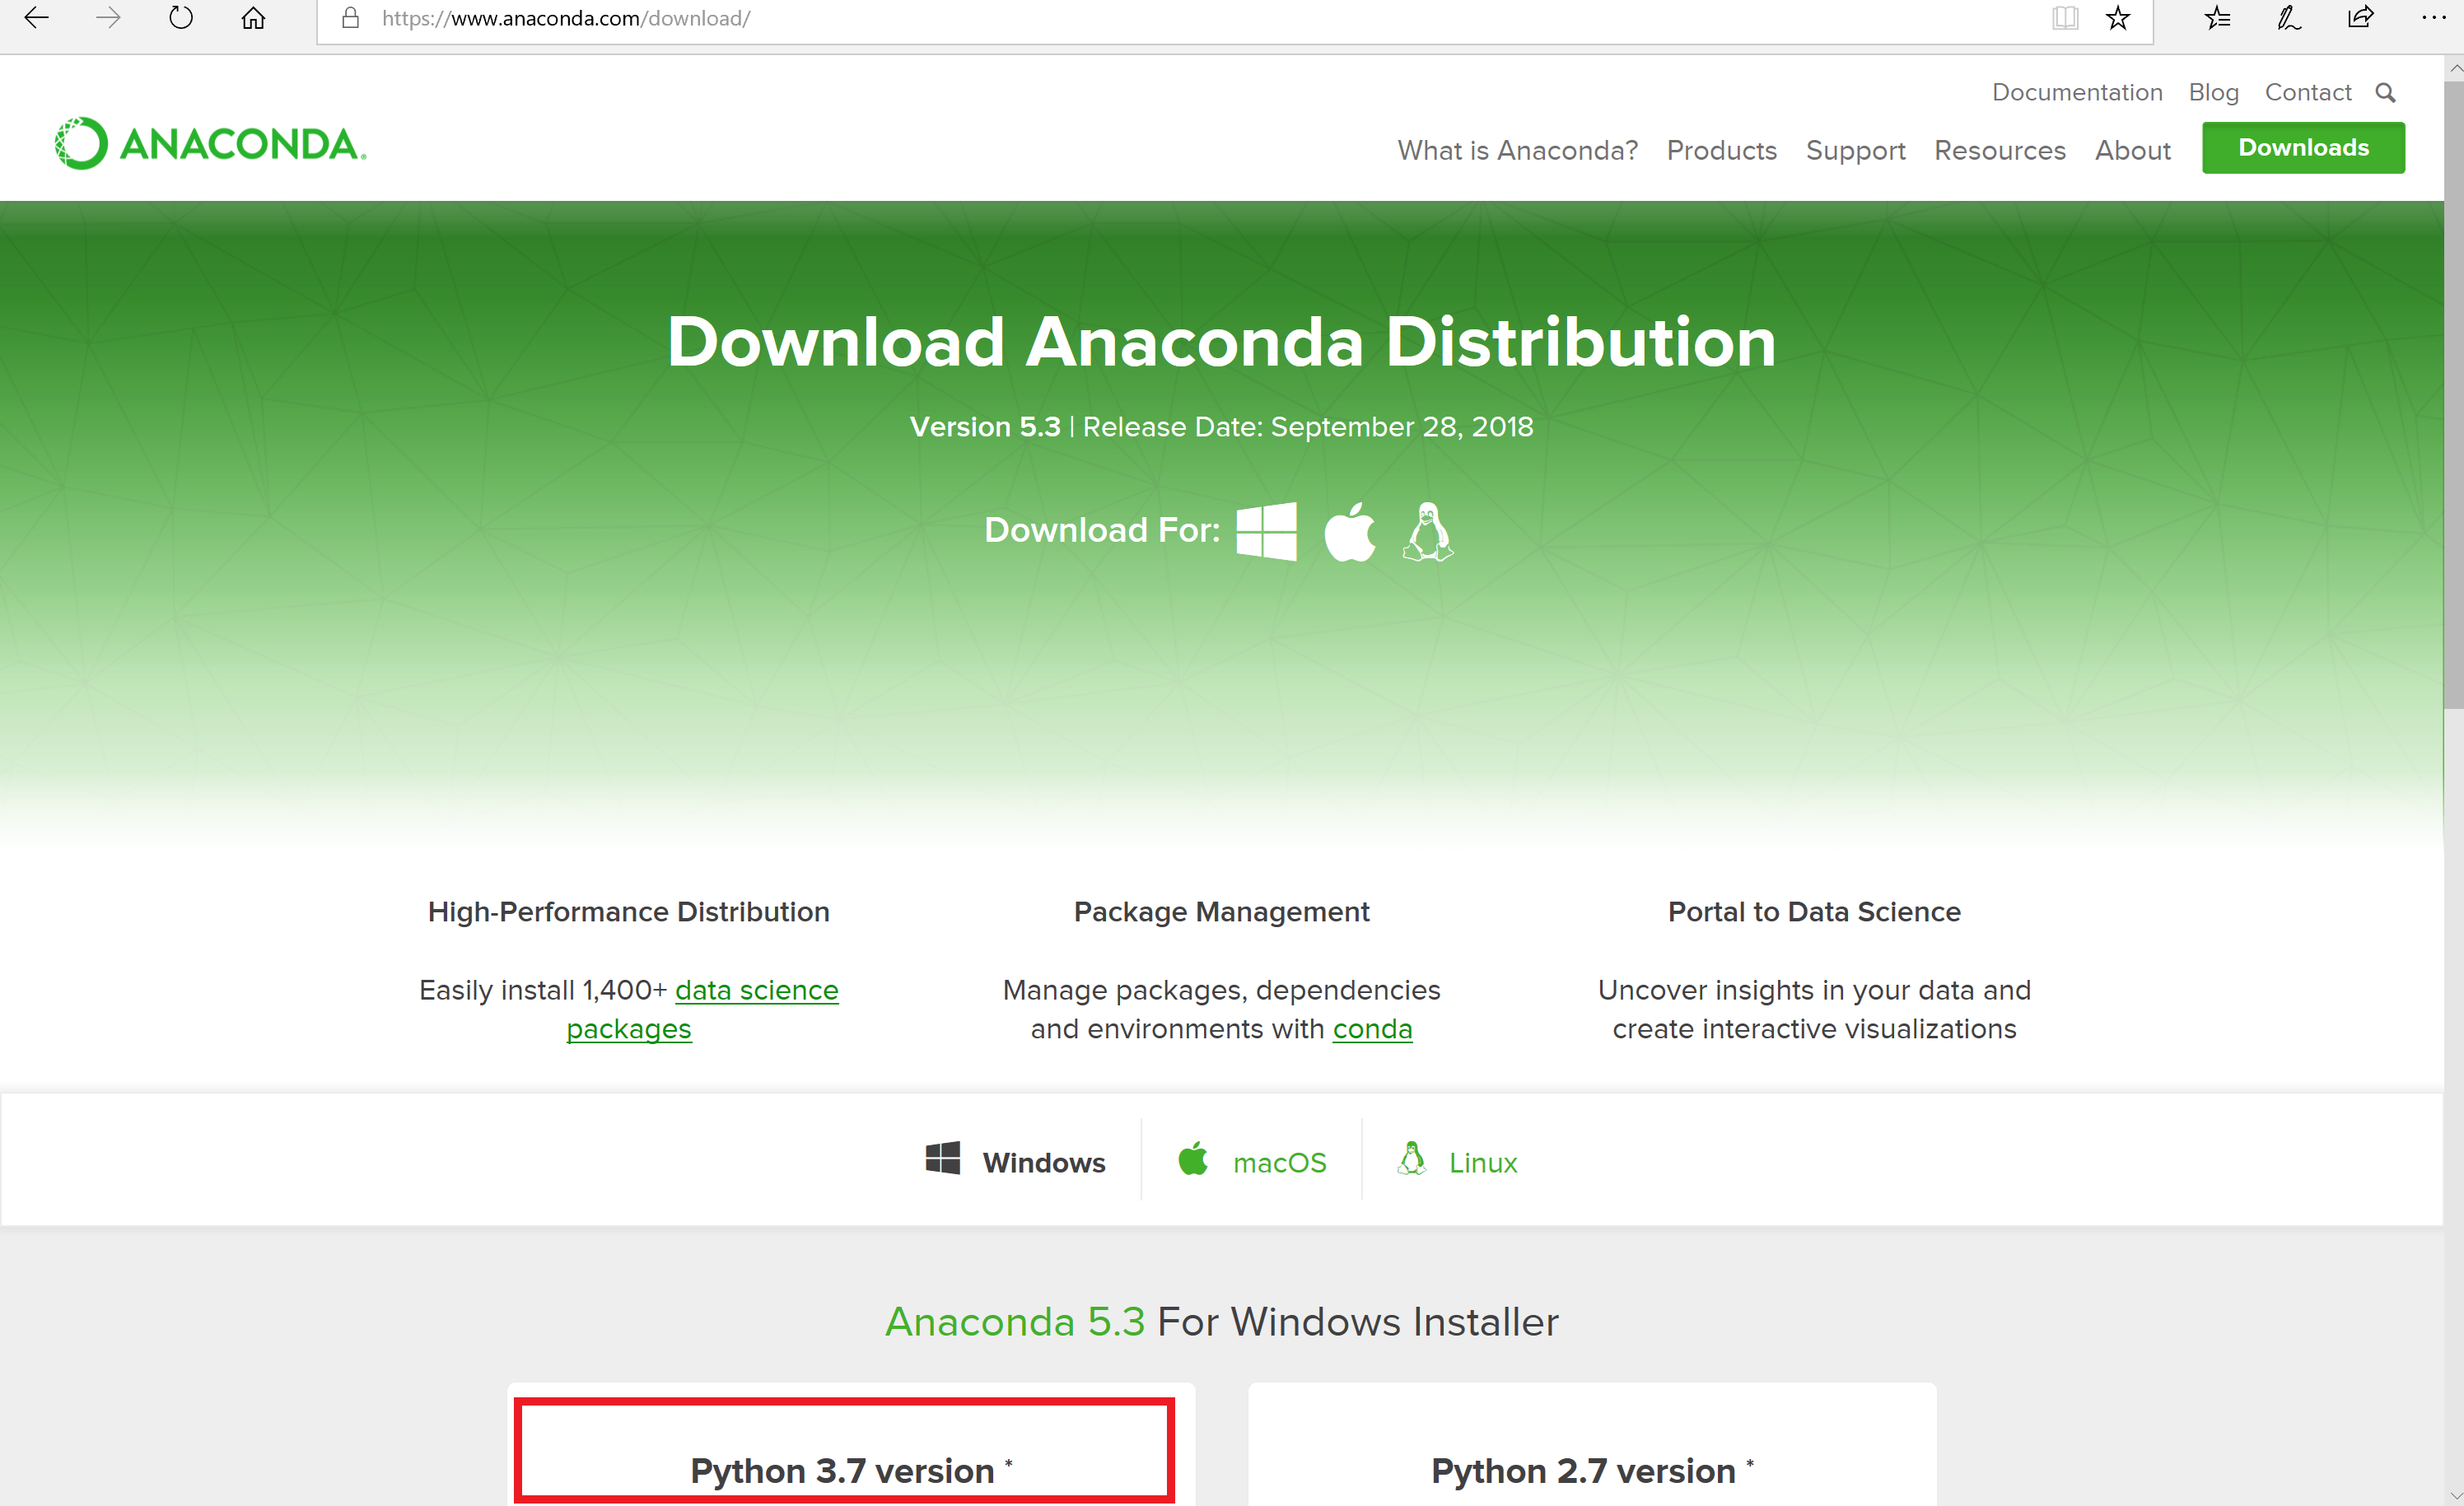 https://www.anaconda.com/download/
Documentation Blog Contact
ANACONDA®
What is Anaconda? Products Support Resources About Downloads
Download Anaconda Distribution
Version 5.3 | Release Date: September 28, 2018
Download For:
High-Performance Distribution
Easily install 1,400+ data science
packages
Package Management
Manage packages, dependencies
and environments with conda
Portal to Data Science
Uncover insights in your data and
create interactive visualizations
Windows macOS Linux
Anaconda 5.3 For Windows Installer
Python 3.7 version *
Python 2.7 version *